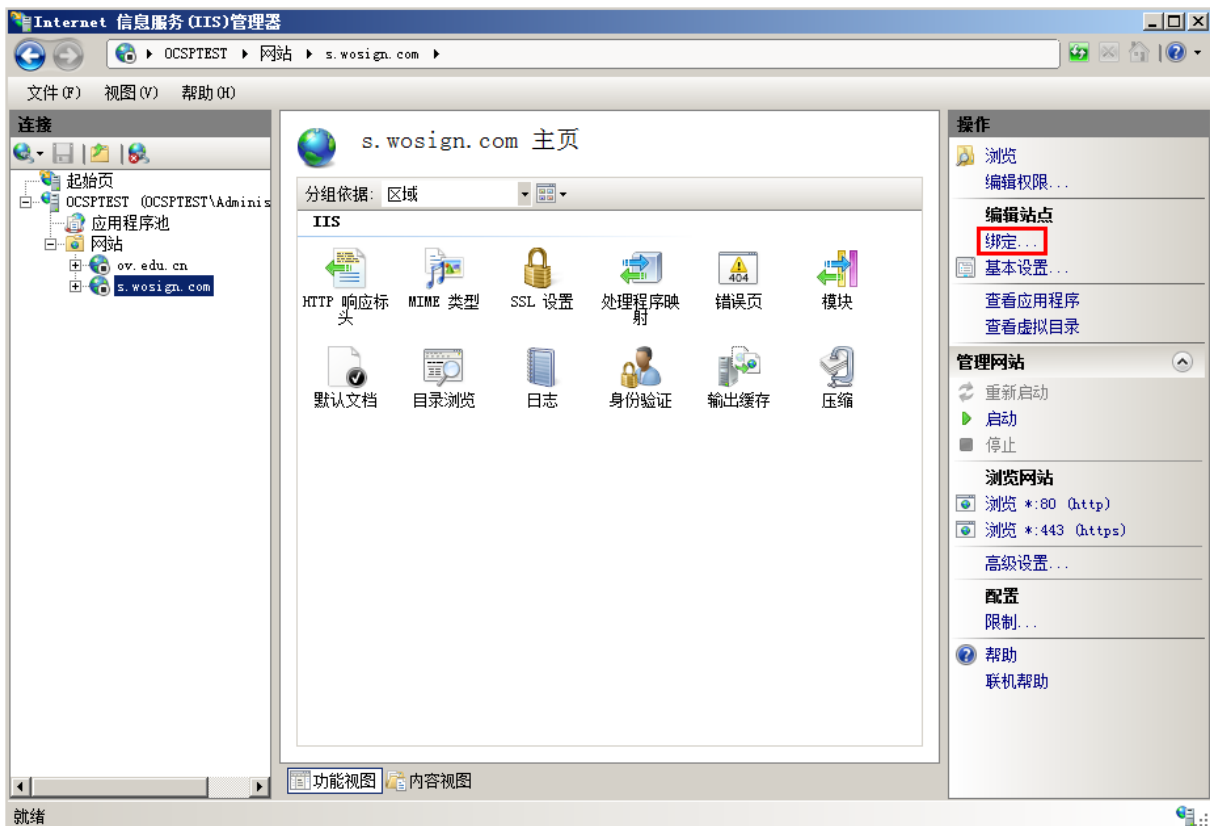 Internet 信息服务(IIS)管理器
OCSPTEST 网站 s.wosign.com
文件(F) 视图(V) 帮助(H)
连接
起始页
OCSPTEST (OCSPTEST\Adminis
应用程序池
网站
ov.edu.cn
s.wosign.com
s.wosign.com 主页
分组依据: 区域
IIS
HTTP 响应标头
MIME 类型
SSL 设置
处理程序映射
404
错误页
模块
默认文档
目录浏览
日志
身份验证
输出缓存
压缩
功能视图
内容视图
操作
浏览
编辑权限...
编辑站点
绑定...
基本设置...
查看应用程序
查看虚拟目录
管理网站
重新启动
启动
停止
浏览网站
浏览 *:80 (http)
浏览 *:443 (https)
高级设置...
配置
限制...
帮助
联机帮助
就绪